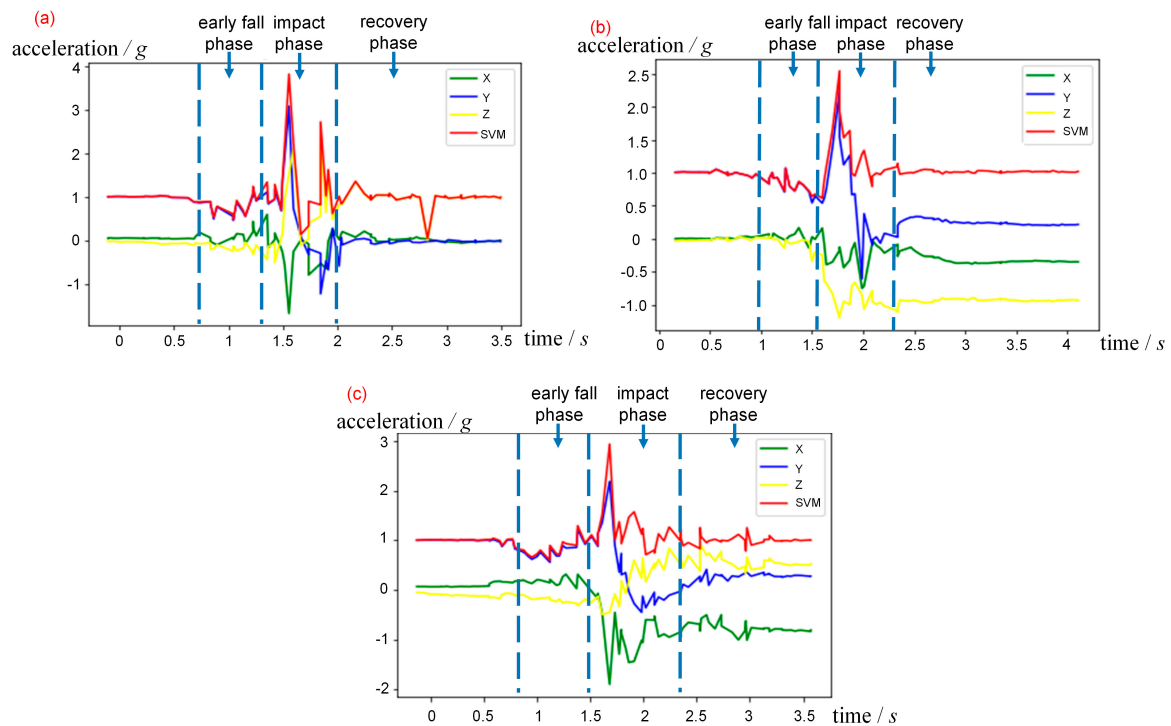 (a)
early fall
phase
impact
phase
recovery
phase
acceleration / g
4
3
2
1
0
-1
X
Y
Z
SVM
0
0.5
1
1.5
2
2.5
3
3.5
time / s
(b)
early fall
phase
impact
phase
recovery
phase
acceleration / g
2.5
2.0
1.5
1.0
0.5
0
-0.5
-1.0
X
Y
Z
SVM
0
0.5
1
1.5
2
2.5
3
3.5
4
time / s
(c)
early fall
phase
impact
phase
recovery
phase
acceleration / g
3
2
1
0
-1
-2
X
Y
Z
SVM
0
0.5
1
1.5
2
2.5
3
3.5
time / s